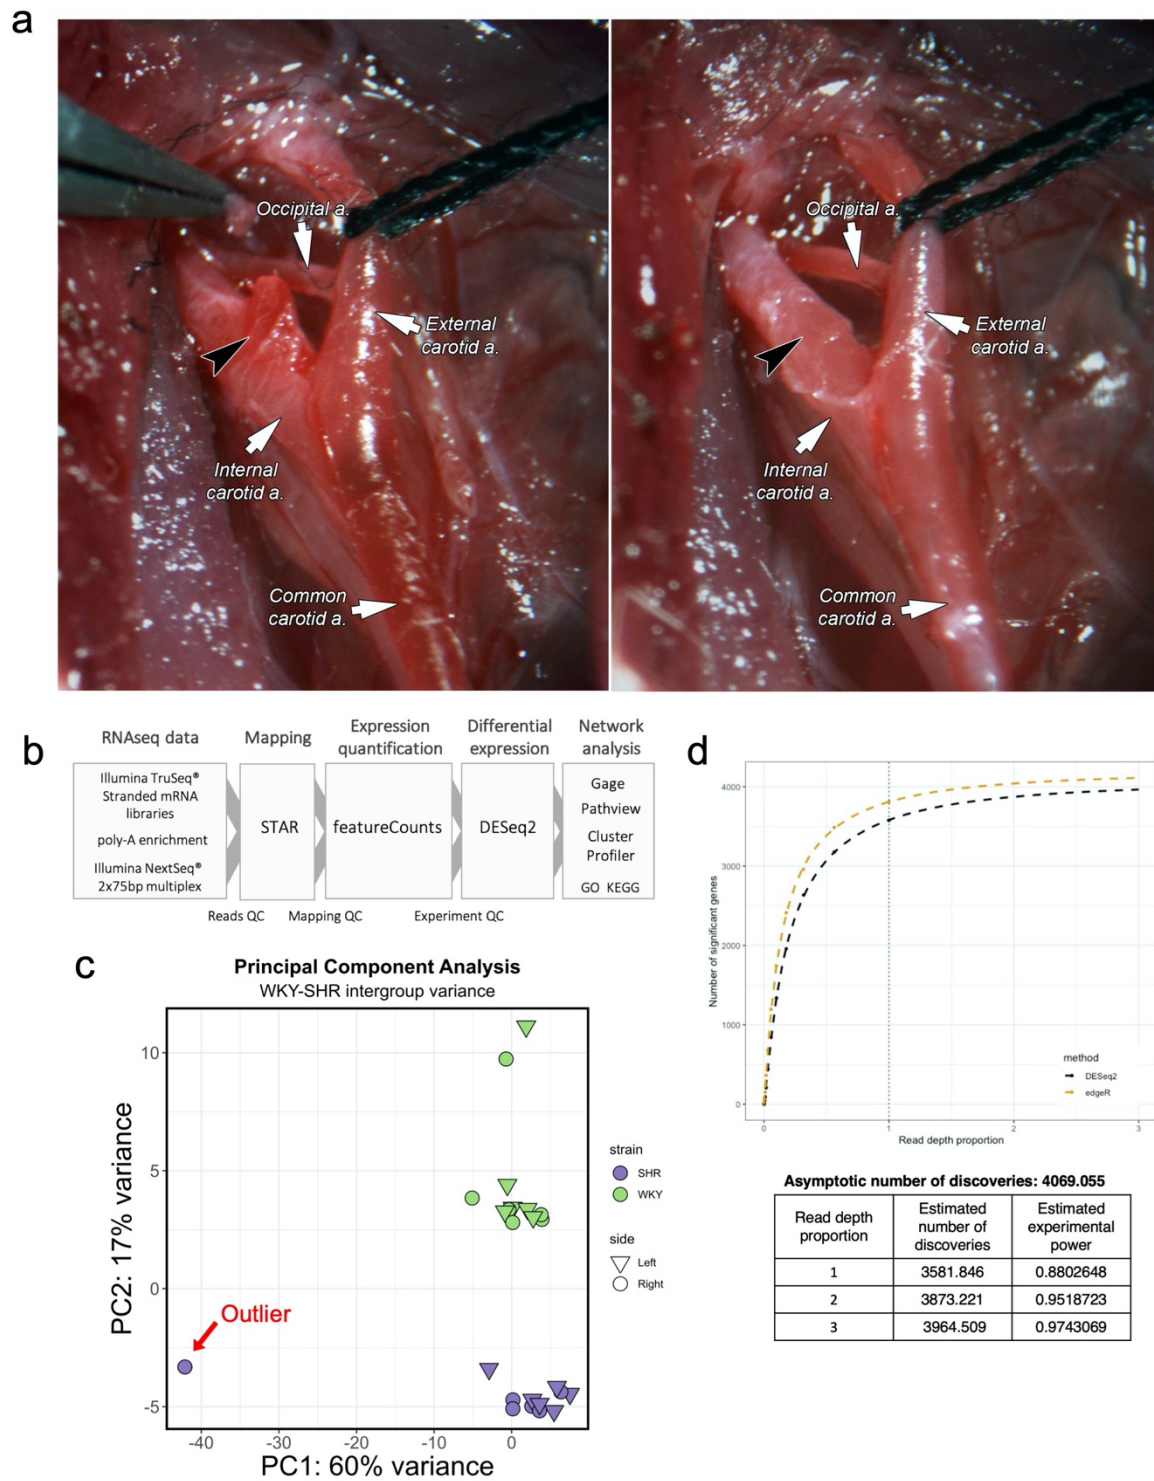 a
Occipital a.
External
carotid a.
Internal
carotid a.
Common
carotid a.
Occipital a.
External
carotid a.
Internal
carotid a.
Common
carotid a.
b
RNAseq data
Illumina TruSeq®
Stranded mRNA
libraries
poly-A enrichment
Illumina NextSeq®
2x75bp multiplex
Mapping
STAR
Expression
quantification
featureCounts
Differential
expression
DESeq2
Network
analysis
Gage
Pathview
Cluster
Profiler
GO KEGG
Reads QC
Mapping QC
Experiment QC
c
Principal Component Analysis
WKY-SHR intergroup variance
PC2: 17% variance
10
5
0
-5
Outlier
-40
-30
-20
-10
0
PC1: 60% variance
strain
SHR
WKY
side
Left
Right
d
Number of significant genes
4000
3000
2000
1000
0
method
DESeq2
edgeR
0
1
2
3
Read depth proportion
Asymptotic number of discoveries: 4069.055
Read depth
proportion
Estimated
number of
discoveries
Estimated
experimental
power
1
3581.846
0.8802648
2
3873.221
0.9518723
3
3964.509
0.9743069